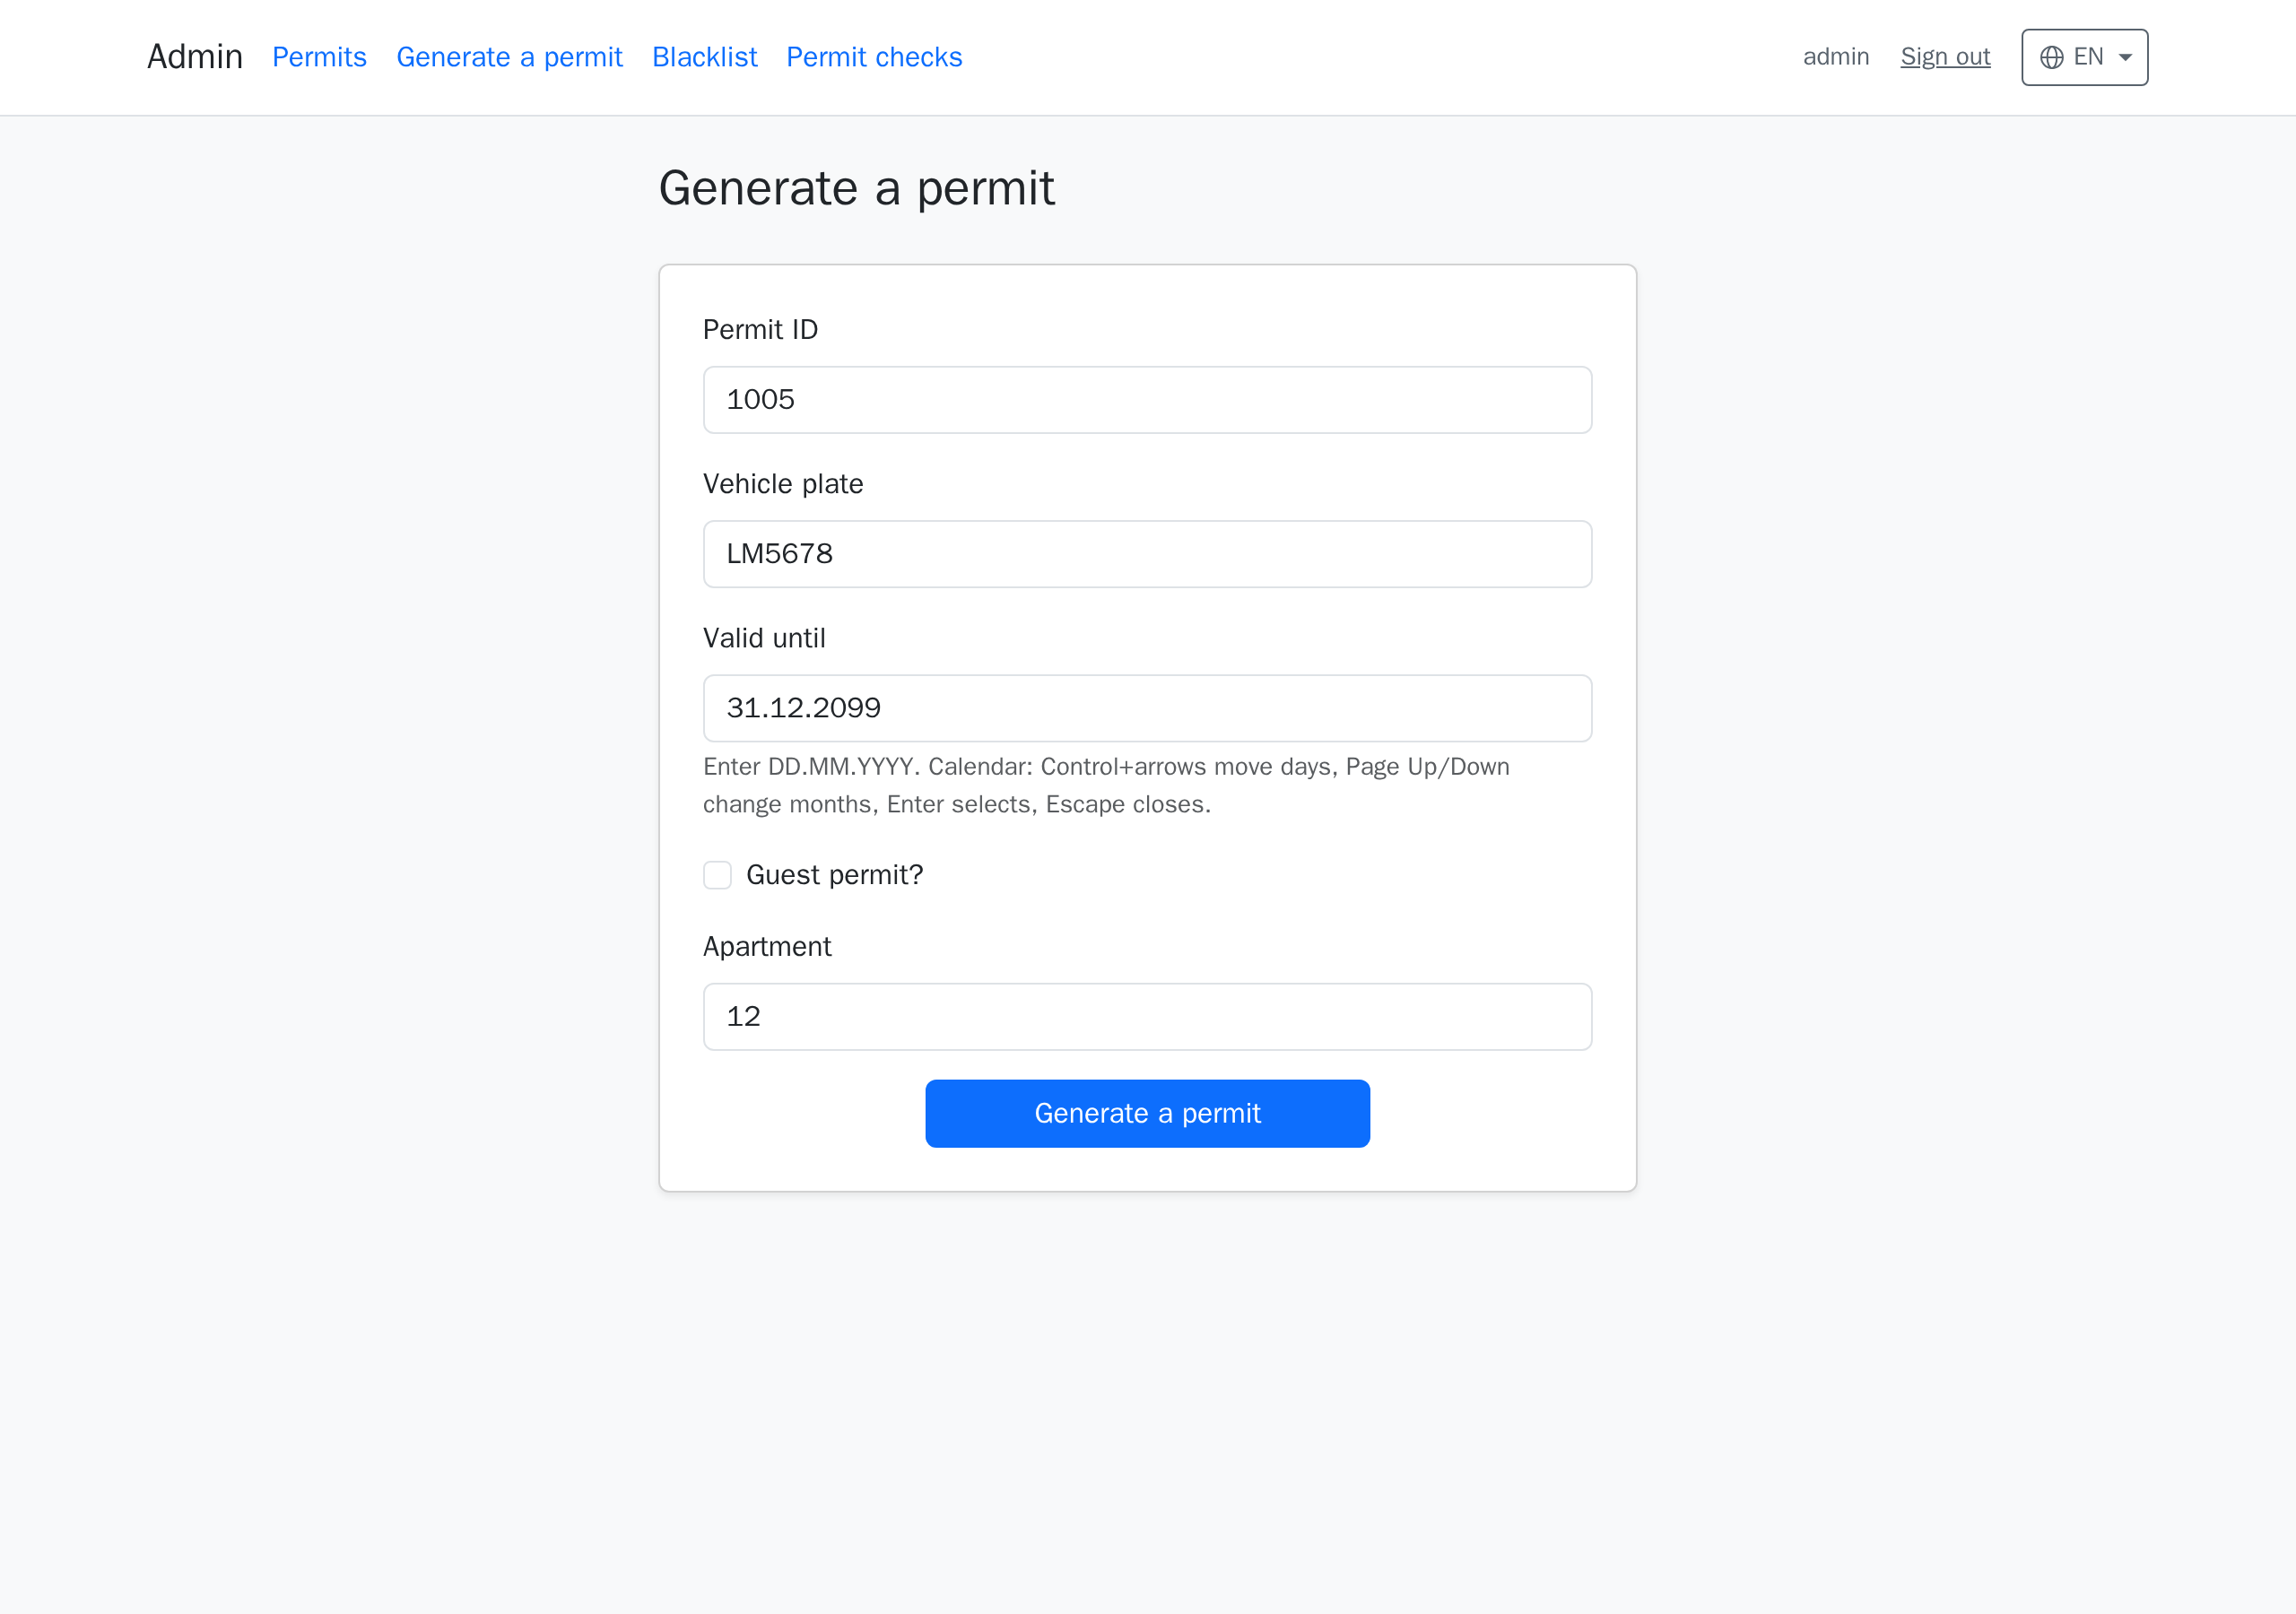 Admin Permits Generate a permit Blacklist Permit checks admin Sign out EN
Generate a permit
Permit ID
1005
Vehicle plate
LM5678
Valid until
31.12.2099
Enter DD.MM.YYYY. Calendar: Control+arrows move days, Page Up/Down
change months, Enter selects, Escape closes.
Guest permit?
Apartment
12
Generate a permit